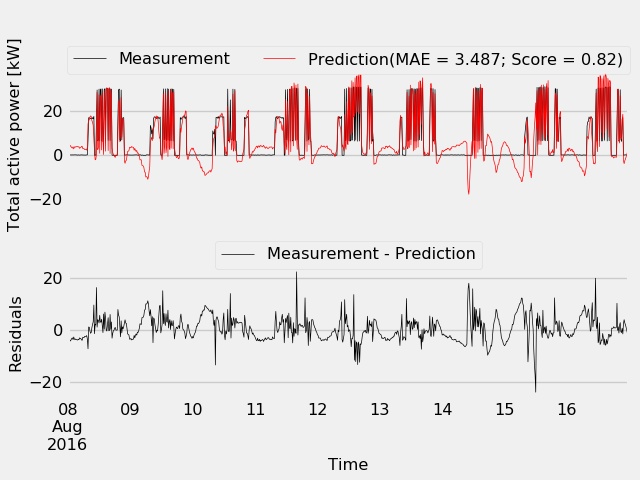 Measurement
Prediction(MAE = 3.487; Score = 0.82)
Total active power [kW]
20
0
−20
Measurement - Prediction
Residuals
20
0
−20
08 09 10 11 12 13 14 15 16
Aug
2016
Time